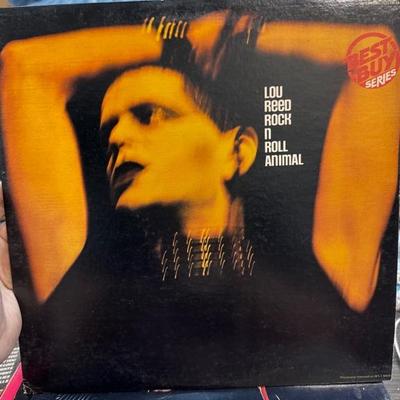 LOU
REED
ROCK
N
ROLL
ANIMAL
BEST
BUY
SERIES